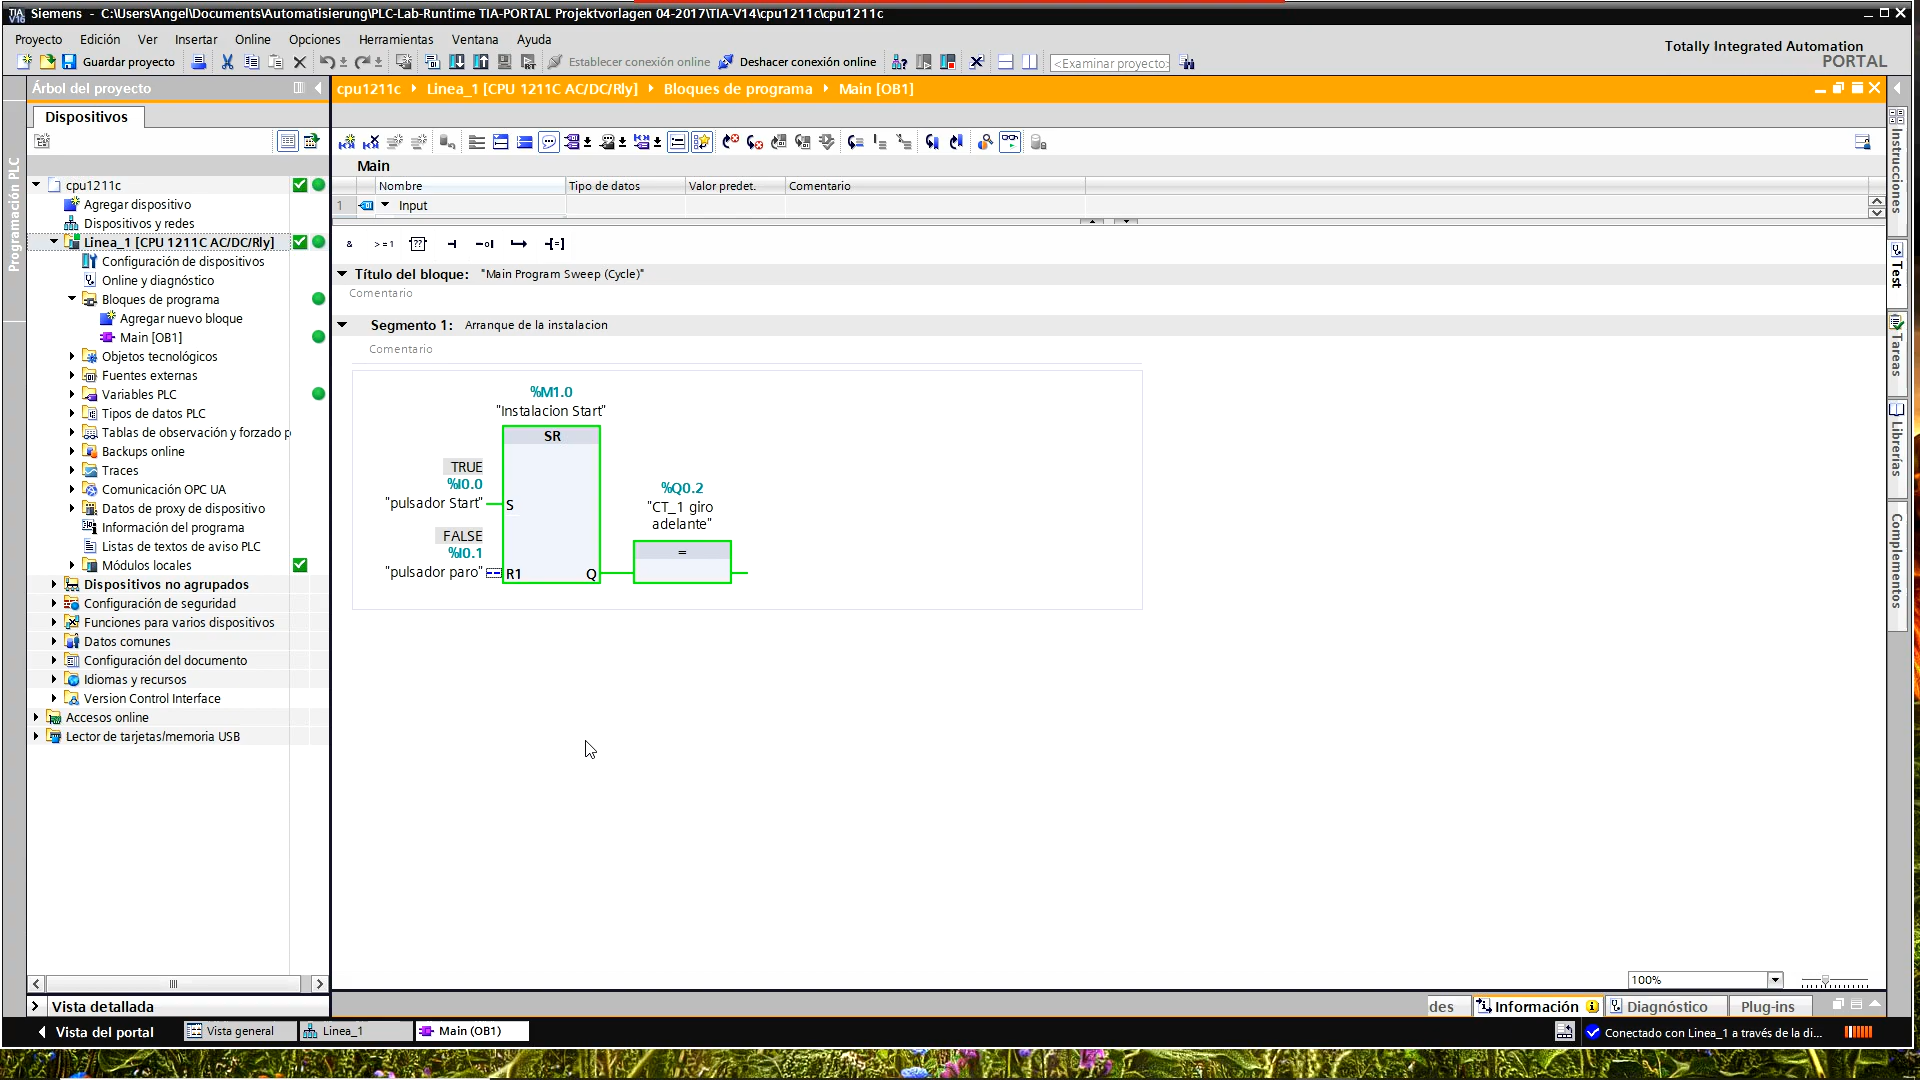 Siemens - C:\Users\Angel\Documents\Automatisierung\PLC-Lab-Runtime TIA-PORTAL Projektvorlagen 04-2017\TIA-V14\cpu1211c\cpu1211c
Proyecto Edición Ver Insertar Online Opciones Herramientas Ventana Ayuda
Totally Integrated Automation
PORTAL
Guardar proyecto
Establecer conexión online
Deshacer conexión online
<Examinar proyecto>
Árbol del proyecto
cpu1211c Linea_1 [CPU 1211C AC/DC/Rly] Bloques de programa Main [OB1]
Dispositivos
Programación PLC
cpu1211c
Agregar dispositivo
Dispositivos y redes
Linea_1 [CPU 1211C AC/DC/Rly]
Configuración de dispositivos
Online y diagnóstico
Bloques de programa
Agregar nuevo bloque
Main [OB1]
Objetos tecnológicos
Fuentes externas
Variables PLC
Tipos de datos PLC
Tablas de observación y forzado p
Backups online
Traces
Comunicación OPC UA
Datos de proxy de dispositivo
Información del programa
Listas de textos de aviso PLC
Módulos locales
Dispositivos no agrupados
Configuración de seguridad
Funciones para varios dispositivos
Datos comunes
Configuración del documento
Idiomas y recursos
Version Control Interface
Accesos online
Lector de tarjetas/memoria USB
Vista detallada
Main
Nombre Tipo de datos Valor predet. Comentario
1 Input
& >=1 ?? -| -o| -[=]
Título del bloque: "Main Program Sweep (Cycle)"
Comentario
Segmento 1: Arranque de la instalacion
Comentario
%M1.0
"Instalacion Start"
SR
TRUE
%I0.0
"pulsador Start" S
FALSE
%I0.1
"pulsador paro" R1 Q
%Q0.2
"CT_1 giro
adelante"
=
100%
Instrucciones
Test
Tareas
Librerías
Complementos
des Información Diagnóstico Plug-ins
Vista del portal
Vista general
Linea_1
Main (OB1)
Conectado con Linea_1 a través de la di...